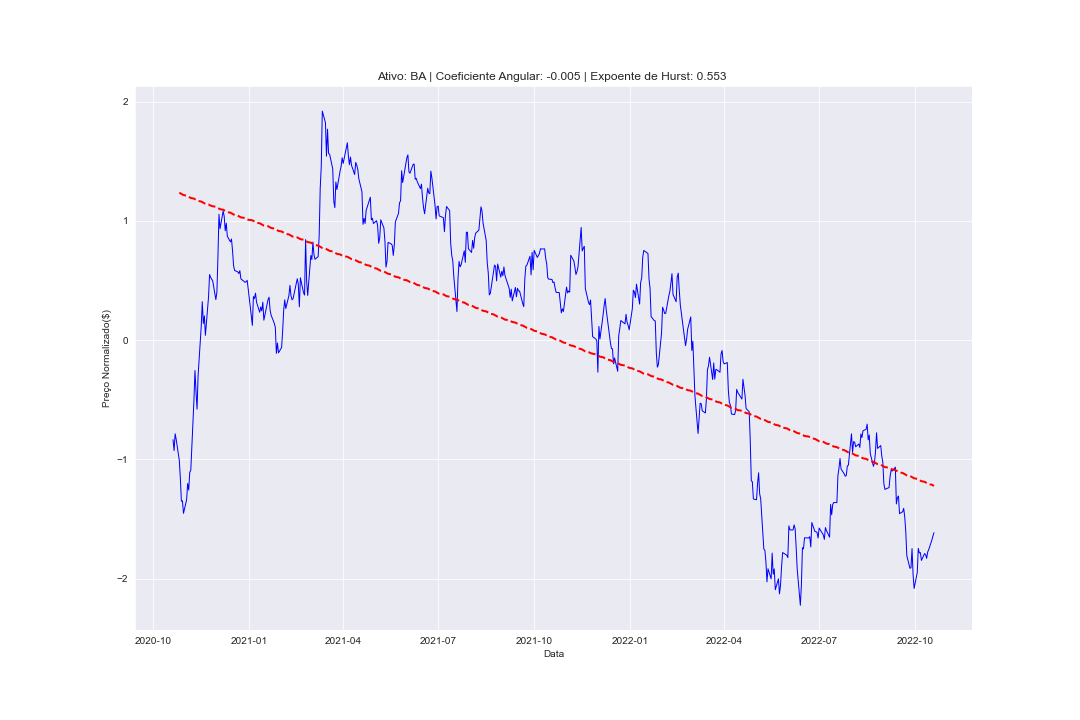 Ativo: BA | Coeficiente Angular: -0.005 | Expoente de Hurst: 0.553
Preço Normalizado($)
2
1
0
−1
−2
2020-10 2021-01 2021-04 2021-07 2021-10 2022-01 2022-04 2022-07 2022-10
Data